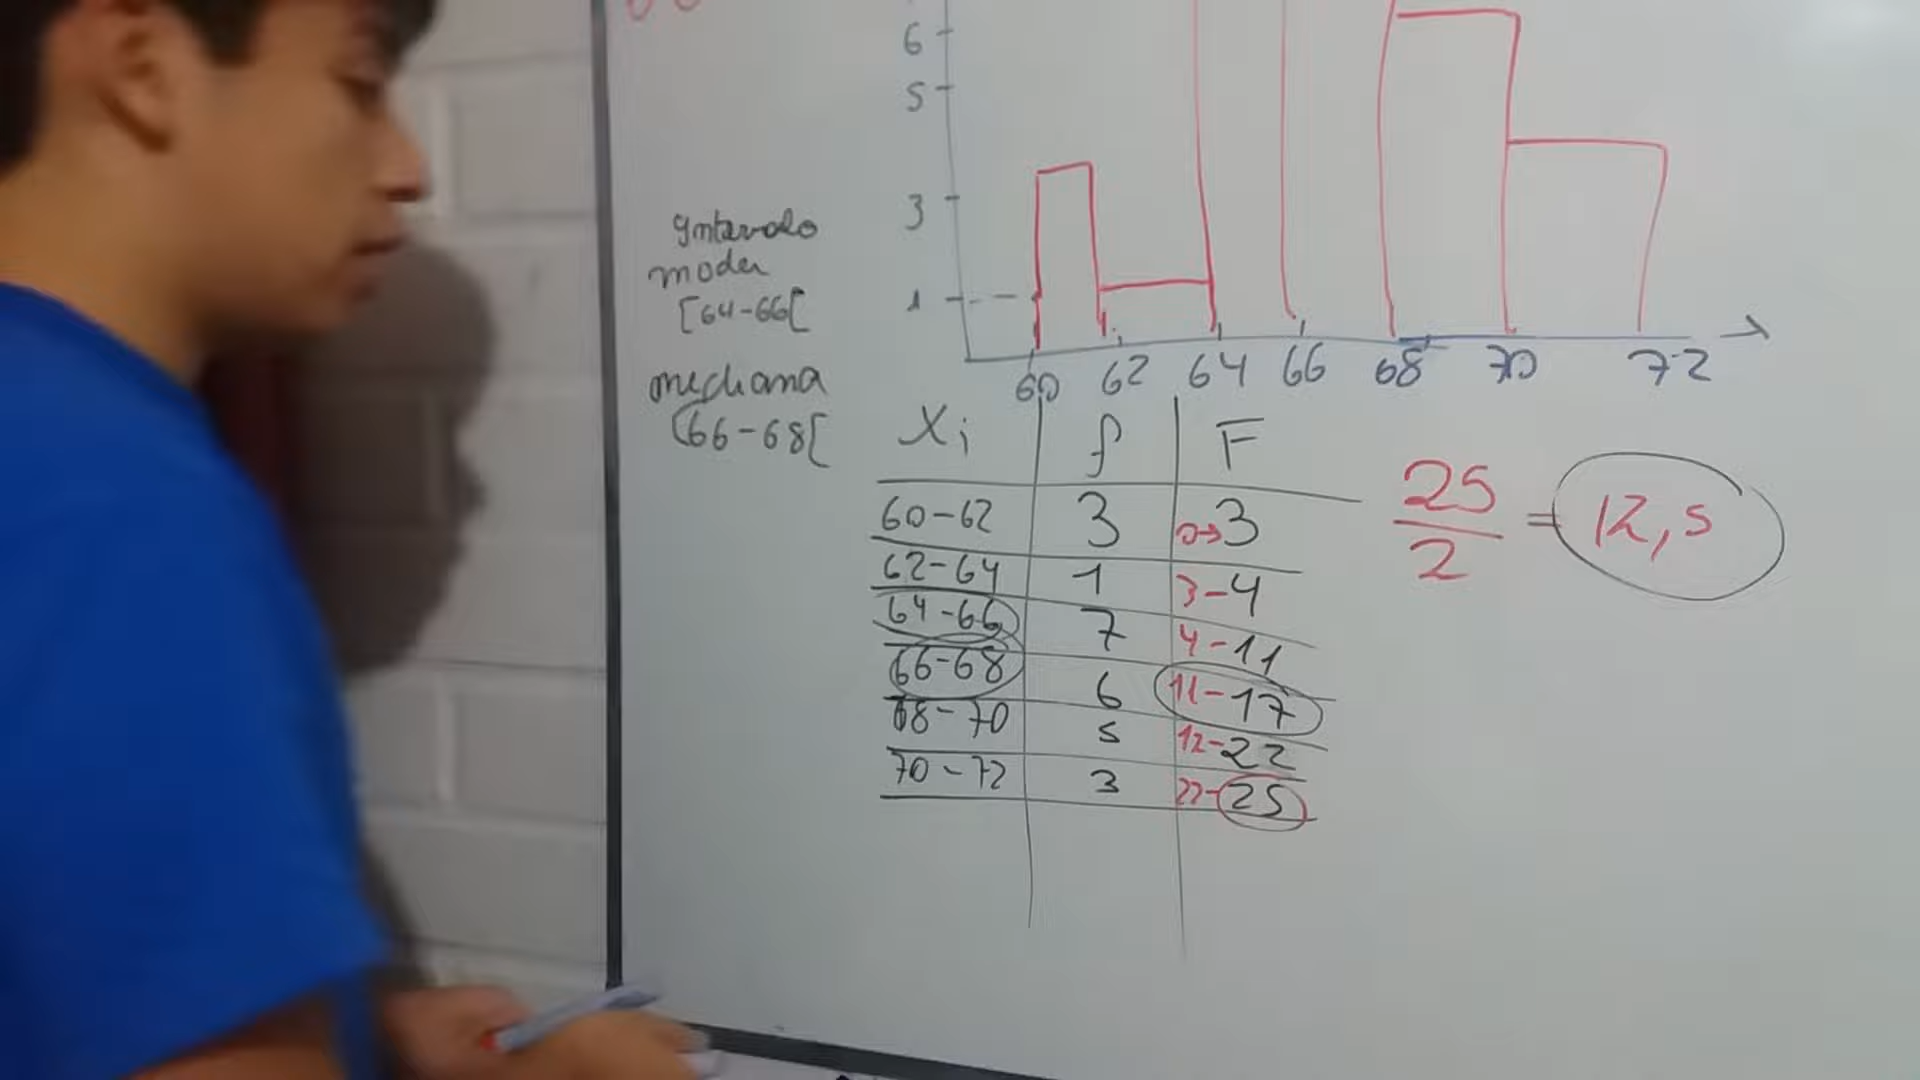 6
5
3
1
60 62 64 66 68 70 72
Intervalo
moda
[64-66[
mediana
[66-68[
Xi f F
60-62 3 0→3
62-64 1 3-4
64-66 7 4-11
66-68 6 11-17
68-70 5 12-22
70-72 3 22-25
25
2
= 12,5